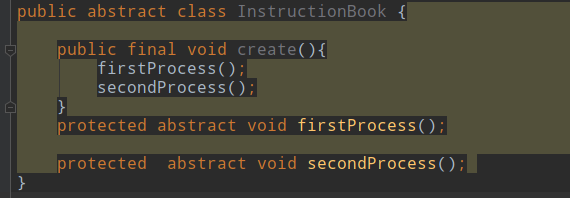 public abstract class InstructionBook {
public final void create(){
firstProcess();
secondProcess();
}
protected abstract void firstProcess();
protected  abstract void secondProcess();
}